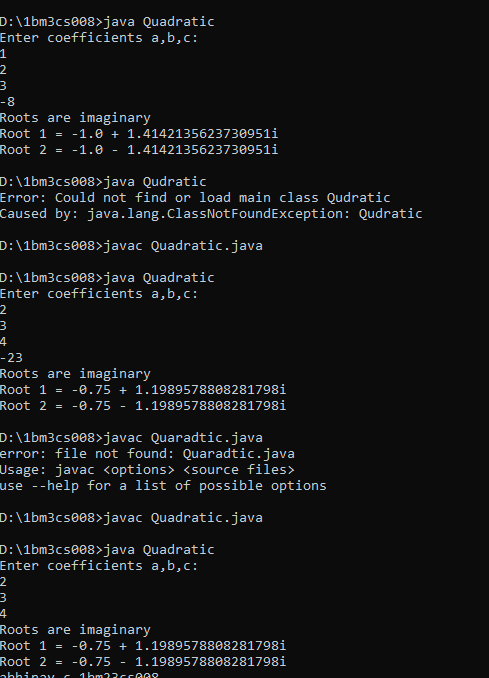 D:\1bm3cs008>java Quadratic
Enter coefficients a,b,c:
1
2
3
-8
Roots are imaginary
Root 1 = -1.0 + 1.4142135623730951i
Root 2 = -1.0 - 1.4142135623730951i
D:\1bm3cs008>java Qudratic
Error: Could not find or load main class Qudratic
Caused by: java.lang.ClassNotFoundException: Qudratic
D:\1bm3cs008>javac Quadratic.java
D:\1bm3cs008>java Quadratic
Enter coefficients a,b,c:
2
3
4
-23
Roots are imaginary
Root 1 = -0.75 + 1.1989578808281798i
Root 2 = -0.75 - 1.1989578808281798i
D:\1bm3cs008>javac Quaradtic.java
error: file not found: Quaradtic.java
Usage: javac <options> <source files>
use --help for a list of possible options
D:\1bm3cs008>javac Quadratic.java
D:\1bm3cs008>java Quadratic
Enter coefficients a,b,c:
2
3
4
Roots are imaginary
Root 1 = -0.75 + 1.1989578808281798i
Root 2 = -0.75 - 1.1989578808281798i
abhinav c 1bm23cs008